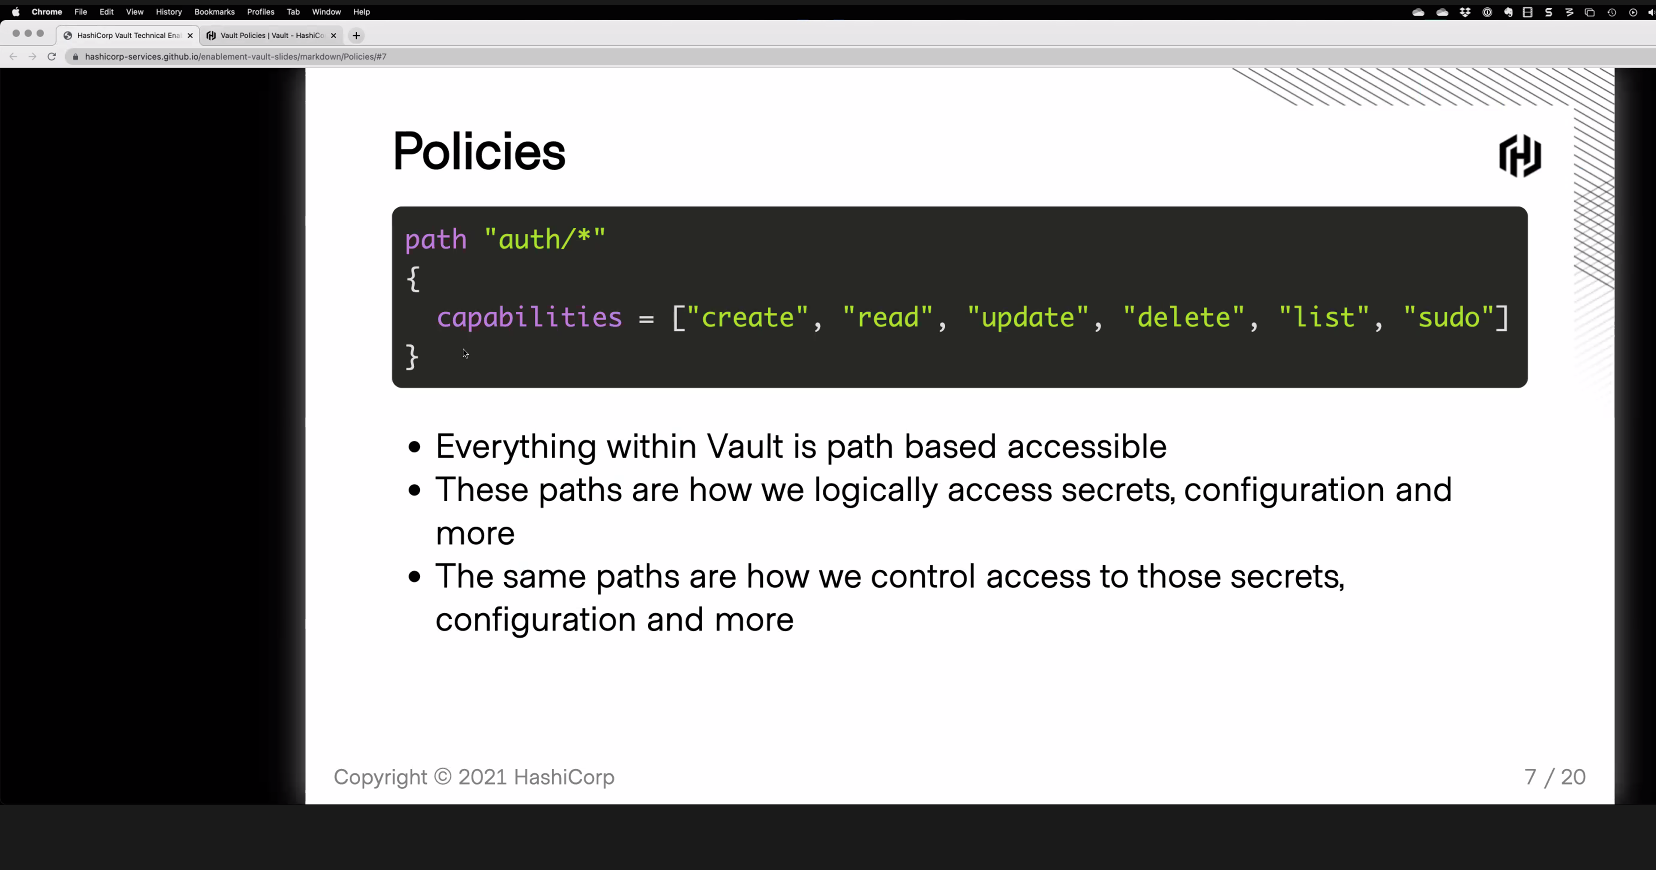 Chrome File Edit View History Bookmarks Profiles Tab Window Help
HashiCorp Vault Technical Ena
Vault Policies | Vault - HashiCo
hashicorp-services.github.io/enablement-vault-slides/markdown/Policies/#7
Policies
path "auth/*"
{
capabilities = ["create", "read", "update", "delete", "list", "sudo"]
}
• Everything within Vault is path based accessible
• These paths are how we logically access secrets, configuration and
more
• The same paths are how we control access to those secrets,
configuration and more
Copyright © 2021 HashiCorp
7 / 20